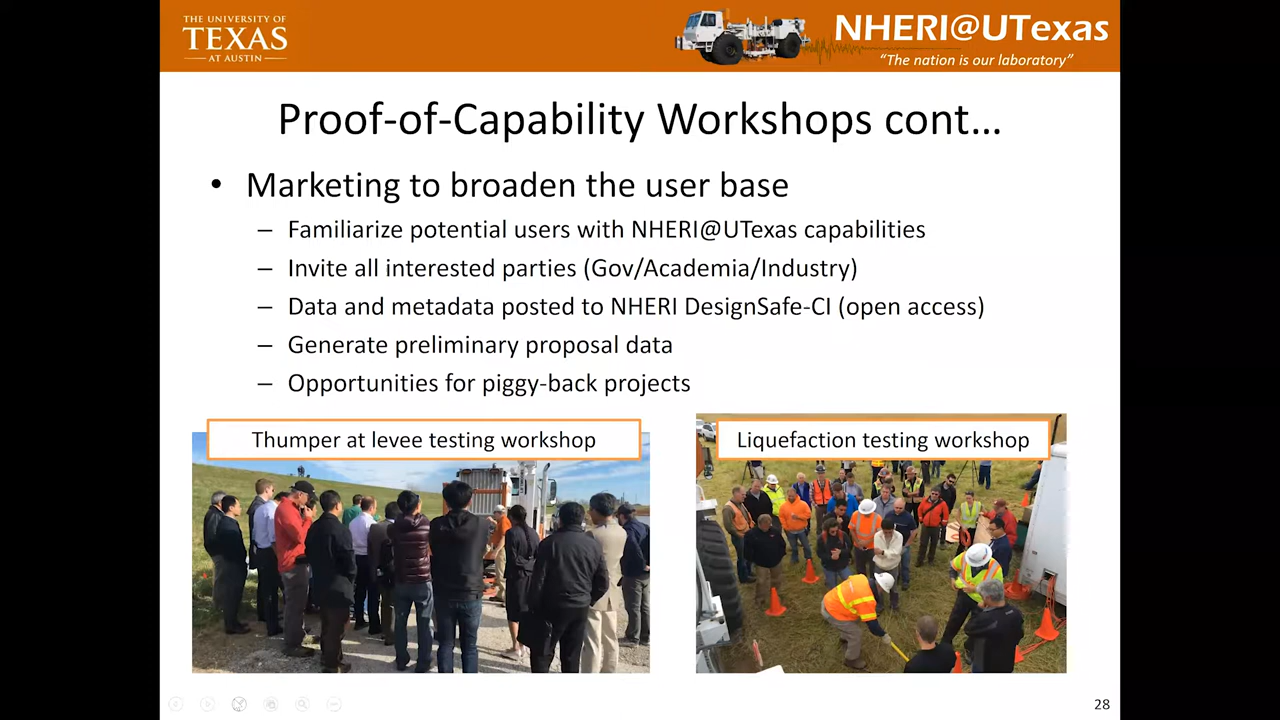 THE UNIVERSITY OF
TEXAS
AT AUSTIN
NHERI@UTexas
“The nation is our laboratory”
Proof-of-Capability Workshops cont…
• Marketing to broaden the user base
– Familiarize potential users with NHERI@UTexas capabilities
– Invite all interested parties (Gov/Academia/Industry)
– Data and metadata posted to NHERI DesignSafe-CI (open access)
– Generate preliminary proposal data
– Opportunities for piggy-back projects
Thumper at levee testing workshop
Liquefaction testing workshop
28